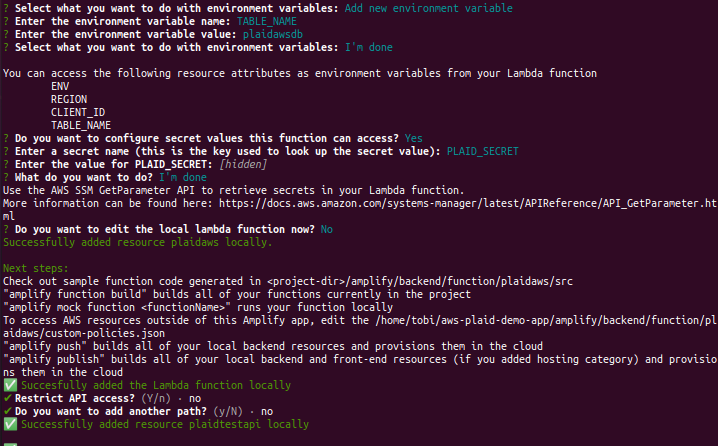 ? Select what you want to do with environment variables: Add new environment variable
? Enter the environment variable name: TABLE_NAME
? Enter the environment variable value: plaidawsdb
? Select what you want to do with environment variables: I'm done
You can access the following resource attributes as environment variables from your Lambda function
ENV
REGION
CLIENT_ID
TABLE_NAME
? Do you want to configure secret values this function can access? Yes
? Enter a secret name (this is the key used to look up the secret value): PLAID_SECRET
? Enter the value for PLAID_SECRET: [hidden]
? What do you want to do? I'm done
Use the AWS SSM GetParameter API to retrieve secrets in your Lambda function.
More information can be found here: https://docs.aws.amazon.com/systems-manager/latest/APIReference/API_GetParameter.ht
ml
? Do you want to edit the local lambda function now? No
Successfully added resource plaidaws locally.
Next steps:
Check out sample function code generated in <project-dir>/amplify/backend/function/plaidaws/src
"amplify function build" builds all of your functions currently in the project
"amplify mock function <functionName>" runs your function locally
To access AWS resources outside of this Amplify app, edit the /home/tobi/aws-plaid-demo-app/amplify/backend/function/pl
aidaws/custom-policies.json
"amplify push" builds all of your local backend resources and provisions them in the cloud
"amplify publish" builds all of your local backend and front-end resources (if you added hosting category) and provisio
ns them in the cloud
✅ Succesfully added the Lambda function locally
✔ Restrict API access? (Y/n) · no
✔ Do you want to add another path? (y/N) · no
✅ Successfully added resource plaidtestapi locally